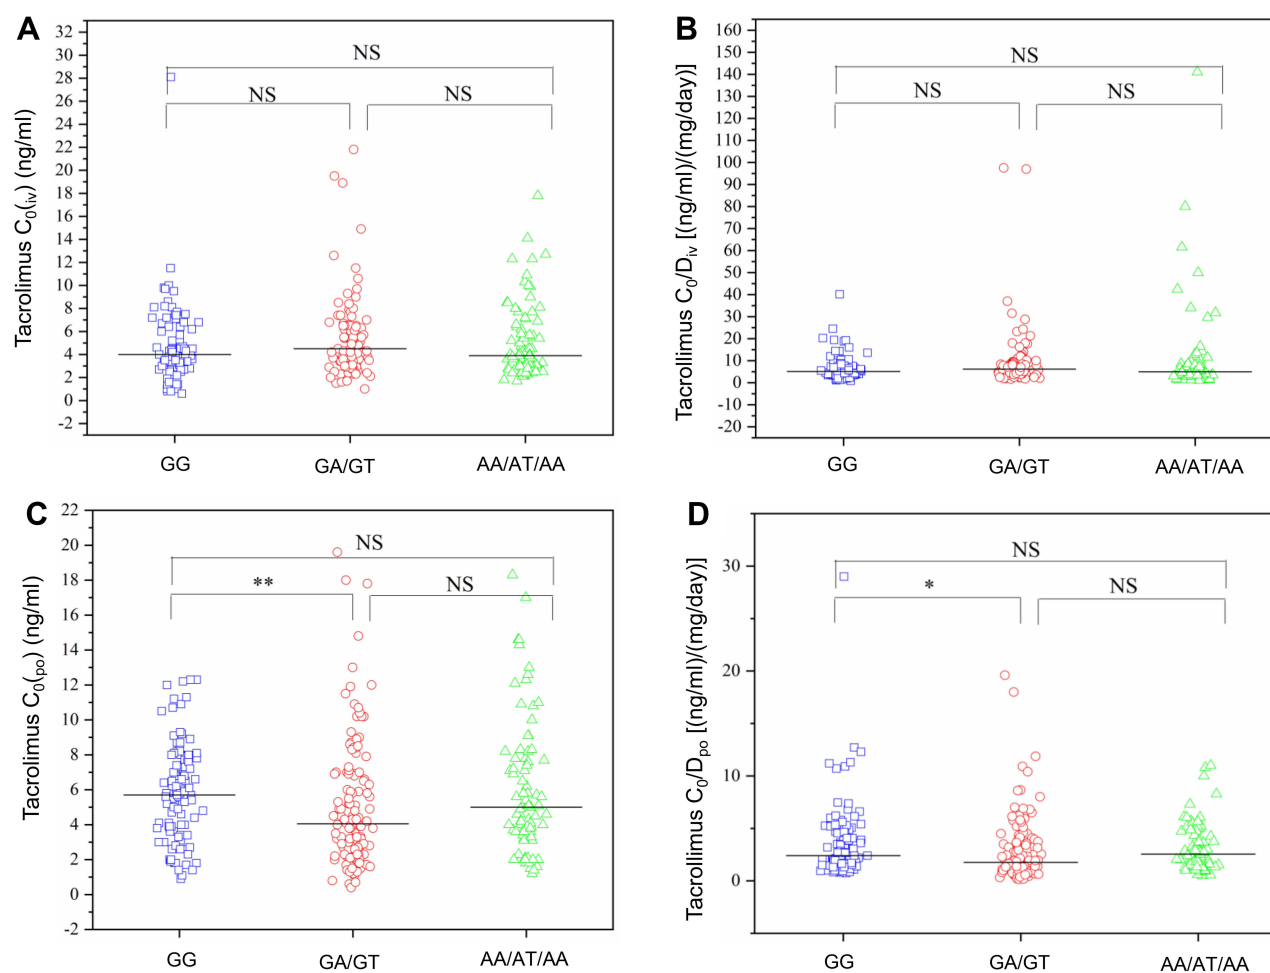 A
Tacrolimus C0(iv) (ng/ml)
32
30
28
26
24
22
20
18
16
14
12
10
8
6
4
2
0
-2
NS
NS
NS
GG
GA/GT
AA/AT/AA
B
Tacrollimus C0/Div [(ng/ml)/(mg/day)]
160
150
140
130
120
110
100
90
80
70
60
50
40
30
20
10
0
-10
-20
NS
NS
NS
GG
GA/GT
AA/AT/AA
C
Tacrolimus C0(po) (ng/ml)
22
20
18
16
14
12
10
8
6
4
2
0
-2
NS
**
NS
GG
GA/GT
AA/AT/AA
D
Tacrollimus C0/Dpo [(ng/ml)/(mg/day)]
30
20
10
0
NS
*
NS
GG
GA/GT
AA/AT/AA